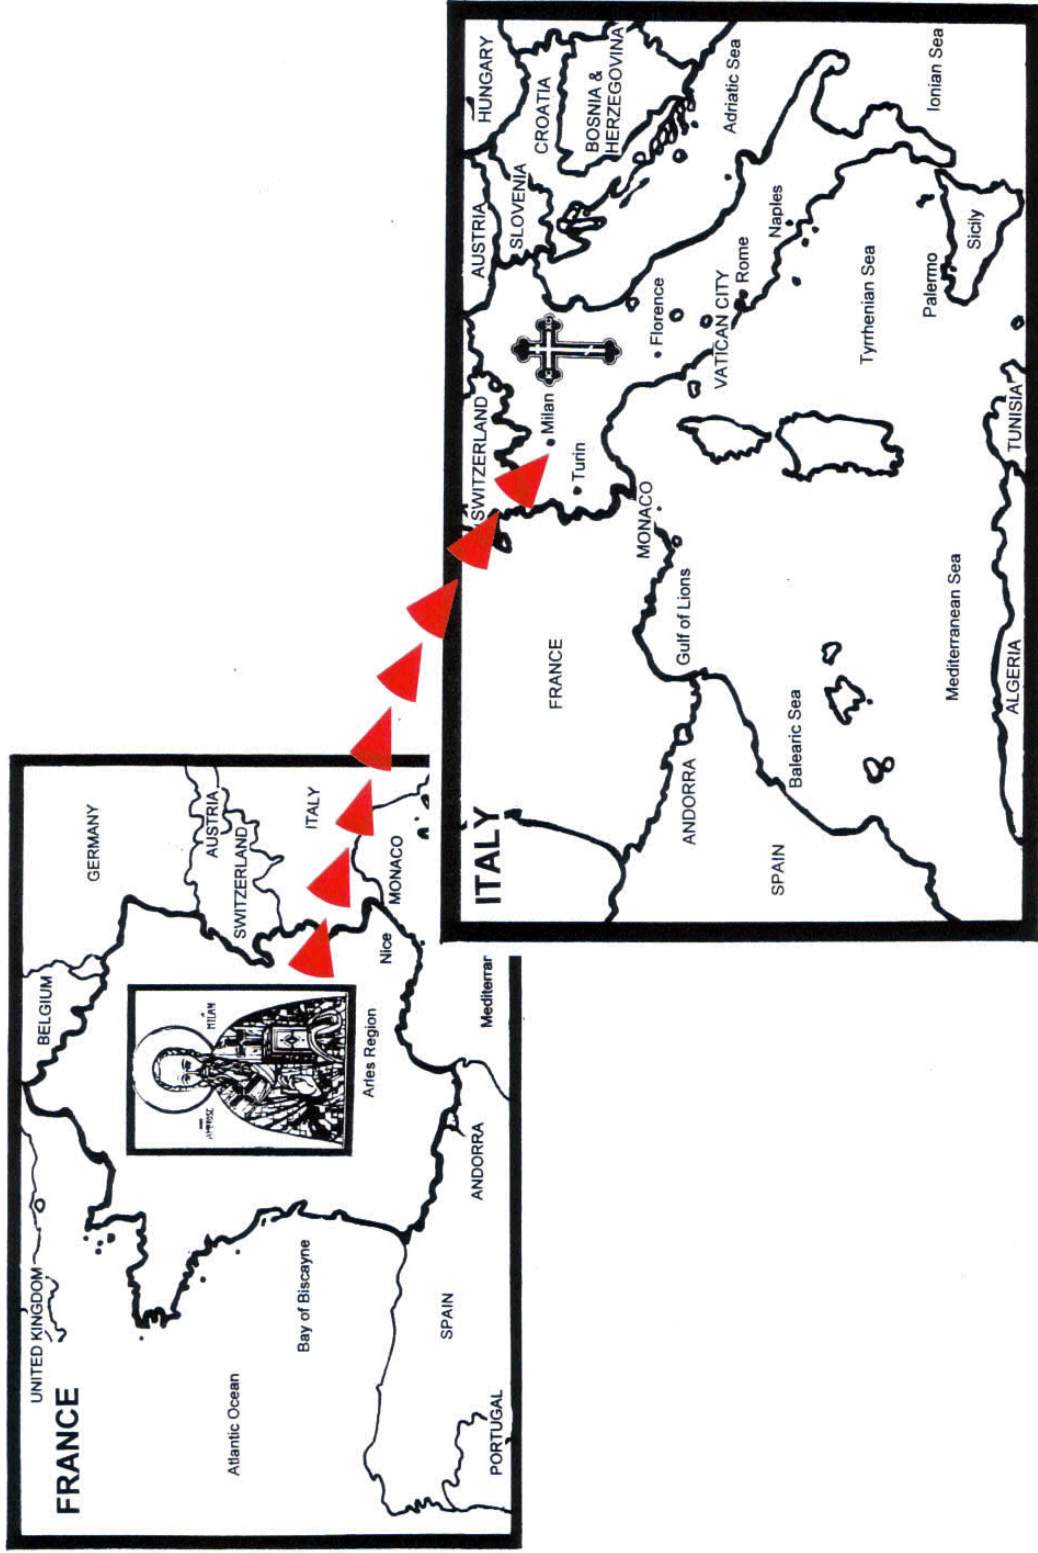 FRANCE
UNITED KINGDOM
BELGIUM
GERMANY
AUSTRIA
SWITZERLAND
ITALY
MONACO
Nice
Arles Region
MILAN
Atlantic Ocean
Bay of Biscayne
SPAIN
ANDORRA
PORTUGAL
Mediterrar
ITALY
FRANCE
SWITZERLAND
AUSTRIA
HUNGARY
SLOVENIA
CROATIA
BOSNIA &
HERZEGOVINA
Milan
Turin
MONACO
Gulf of Lions
Florence
VATICAN CITY
Rome
Naples
Adriatic Sea
ANDORRA
SPAIN
Balearic Sea
Tyrrhenian Sea
Ionian Sea
Palermo
Sicily
Mediterranean Sea
ALGERIA
TUNISIA